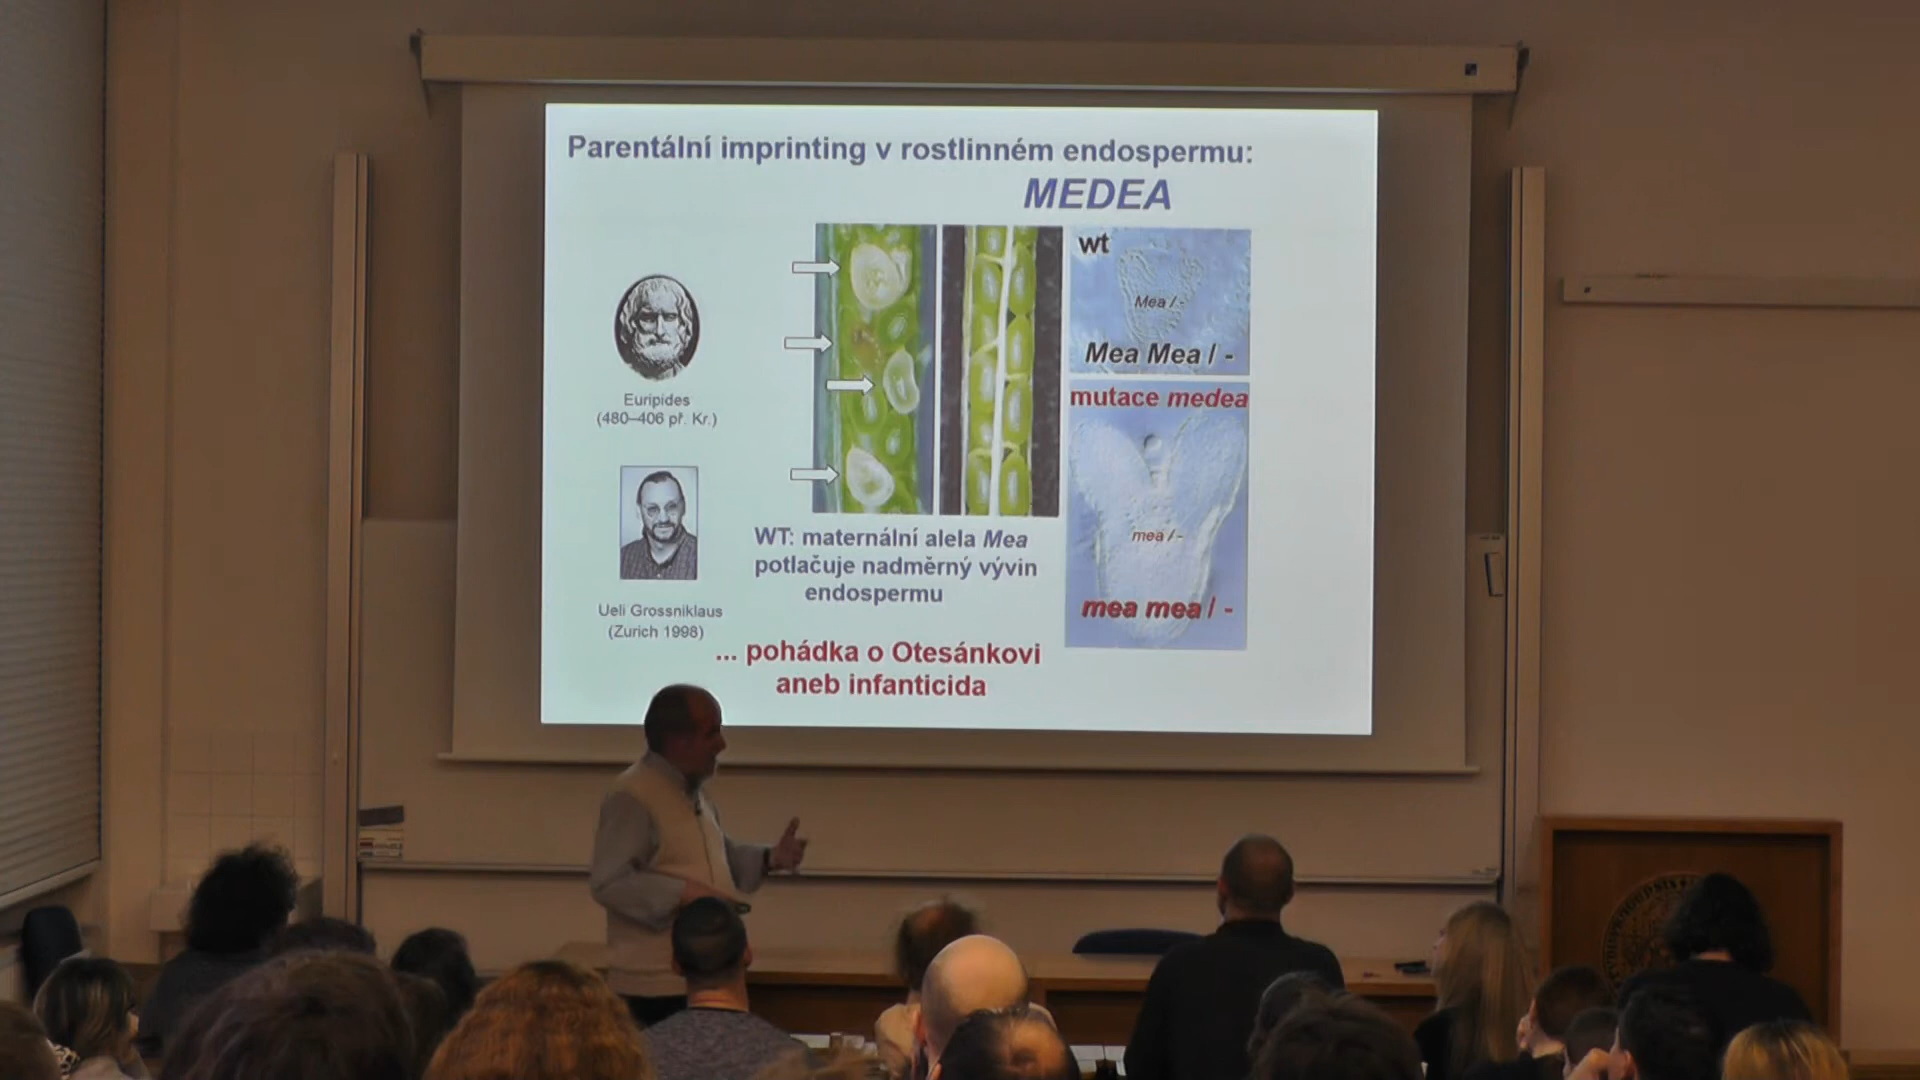 Parentální imprinting v rostlinném endospermu:
MEDEA
wt
Mea / -
Mea Mea / -
mutace medea
mea / -
mea mea / -
Euripides
(480–406 př. Kr.)
Ueli Grossniklaus
(Zurich 1998)
WT: maternální alela Mea
potlačuje nadměrný vývin
endospermu
... pohádka o Otesánkovi
aneb infanticida